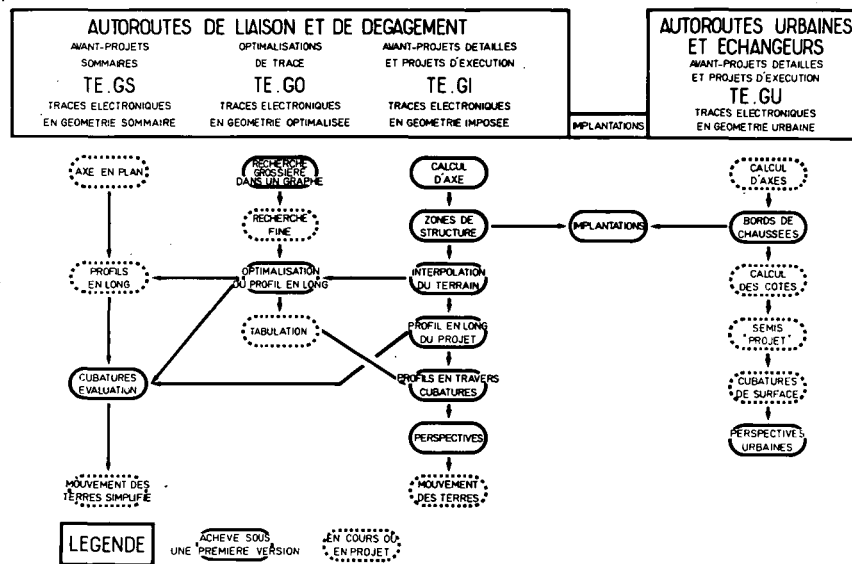 AUTOROUTES DE LIAISON ET DE DEGAGEMENT
AVANT-PROJETS
SOMMAIRES
TE.GS
TRACES ELECTRONIQUES
EN GEOMETRIE SOMMAIRE
OPTIMALISATIONS
DE TRACE
TE.GO
TRACES ELECTRONIQUES
EN GEOMETRIE OPTIMALISEE
AVANT-PROJETS DETAILLES
ET PROJETS D'EXECUTION
TE.GI
TRACES ELECTRONIQUES
EN GEOMETRIE IMPOSEE
IMPLANTATIONS
AUTOROUTES URBAINES
ET ECHANGEURS
AVANT-PROJETS DETAILLES
ET PROJETS D'EXECUTION
TE.GU
TRACES ELECTRONIQUES
EN GEOMETRIE URBAINE
AXE EN PLAN
PROFILS
EN LONG
CUBATURES
EVALUATION
MOUVEMENT DES
TERRES SIMPLIFIE
RECHERCHE
GROSSIERE
DANS UN GRAPHE
RECHERCHE
FINE
OPTIMALISATION
DU PROFIL EN LONG
TABULATION
CALCUL
D'AXE
ZONES DE
STRUCTURE
INTERPOLATION
DU TERRAIN
PROFIL EN LONG
DU PROJET
PROFILS EN TRAVERS
CUBATURES
PERSPECTIVES
MOUVEMENT
DES TERRES
IMPLANTATIONS
CALCUL
D'AXES
BORDS DE
CHAUSSEES
CALCUL
DES COTES
SEMIS
"PROJET"
CUBATURES
DE SURFACE
PERSPECTIVES
URBAINES
LEGENDE
ACHEVE SOUS
UNE PREMIERE VERSION
EN COURS OU
EN PROJET